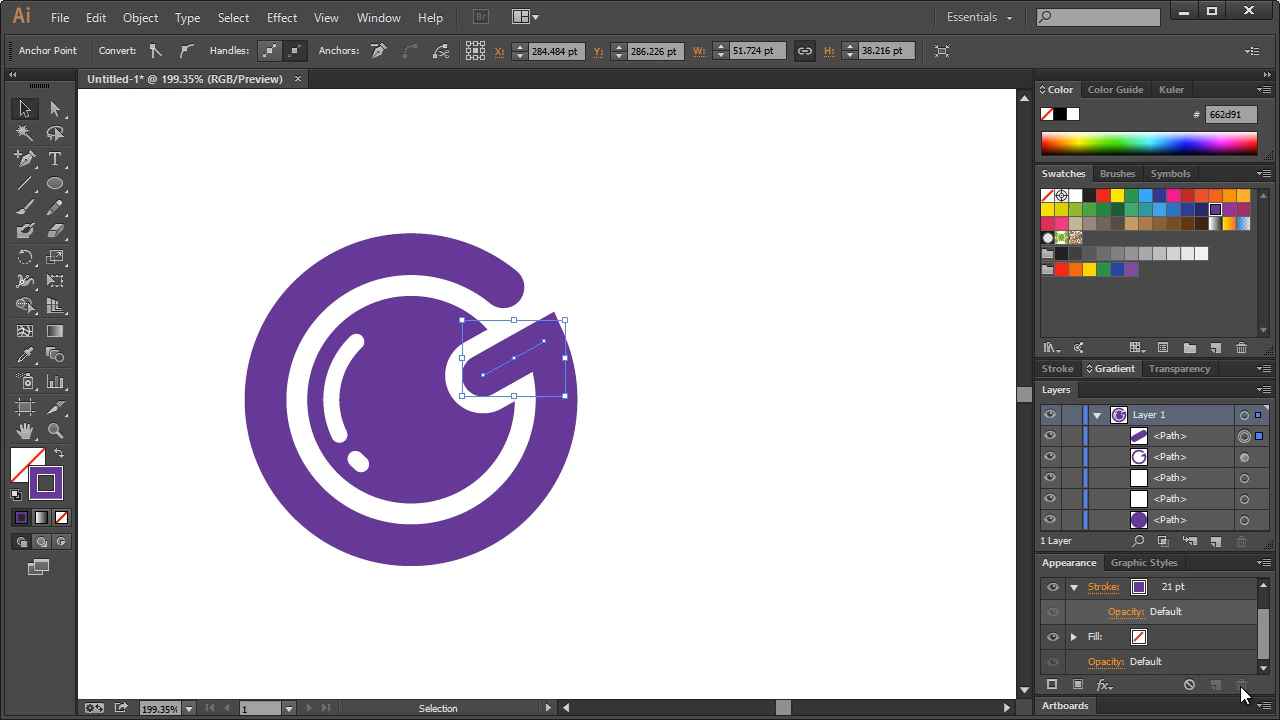 Ai File Edit Object Type Select Effect View Window Help Br Essentials
Anchor Point Convert: Handles: Anchors: X: 284.484 pt Y: 286.226 pt W: 51.724 pt H: 38.216 pt
Untitled-1* @ 199.35% (RGB/Preview)
Color Color Guide Kuler
# 662d91
Swatches Brushes Symbols
Stroke Gradient Transparency
Layers
Layer 1
<Path>
<Path>
<Path>
<Path>
<Path>
1 Layer
Appearance Graphic Styles
Stroke: 21 pt
Opacity: Default
Fill:
Opacity: Default
fx
Artboards
199.35% 1 Selection
T